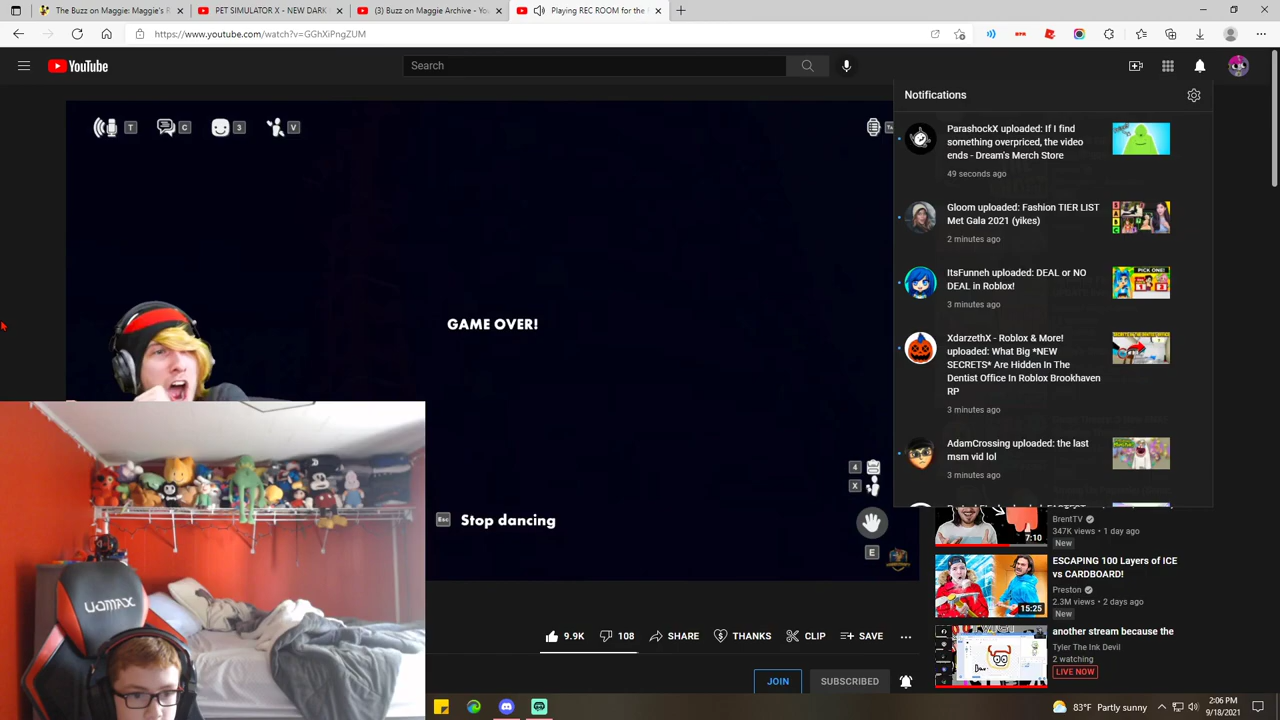 The Buzz on Maggie: Maggie's R
PET SIMULATOR X - NEW DARK
(3) Buzz on Maggie Archive - You
Playing REC ROOM for the F
https://www.youtube.com/watch?v=GGhXiPngZUM
YouTube
Search
Notifications
T
C
3
V
ParashockX uploaded: If I find
something overpriced, the video
ends - Dream's Merch Store
49 seconds ago
Gloom uploaded: Fashion TIER LIST
Met Gala 2021 (yikes)
2 minutes ago
ItsFunneh uploaded: DEAL or NO
DEAL in Roblox!
3 minutes ago
PICK ONE!
GAME OVER!
XdarzethX - Roblox & More!
uploaded: What Big *NEW
SECRETS* Are Hidden In The
Dentist Office In Roblox Brookhaven
RP
3 minutes ago
AdamCrossing uploaded: the last
msm vid lol
3 minutes ago
4
X
Esc Stop dancing
E
BrentTV
347K views • 1 day ago
New
7:10
ESCAPING 100 Layers of ICE
vs CARDBOARD!
Preston
2.3M views • 2 days ago
New
15:25
another stream because the
Tyler The Ink Devil
2 watching
LIVE NOW
9.9K
108
SHARE
THANKS
CLIP
SAVE
JOIN
SUBSCRIBED
83°F Partly sunny
2:06 PM
9/18/2021